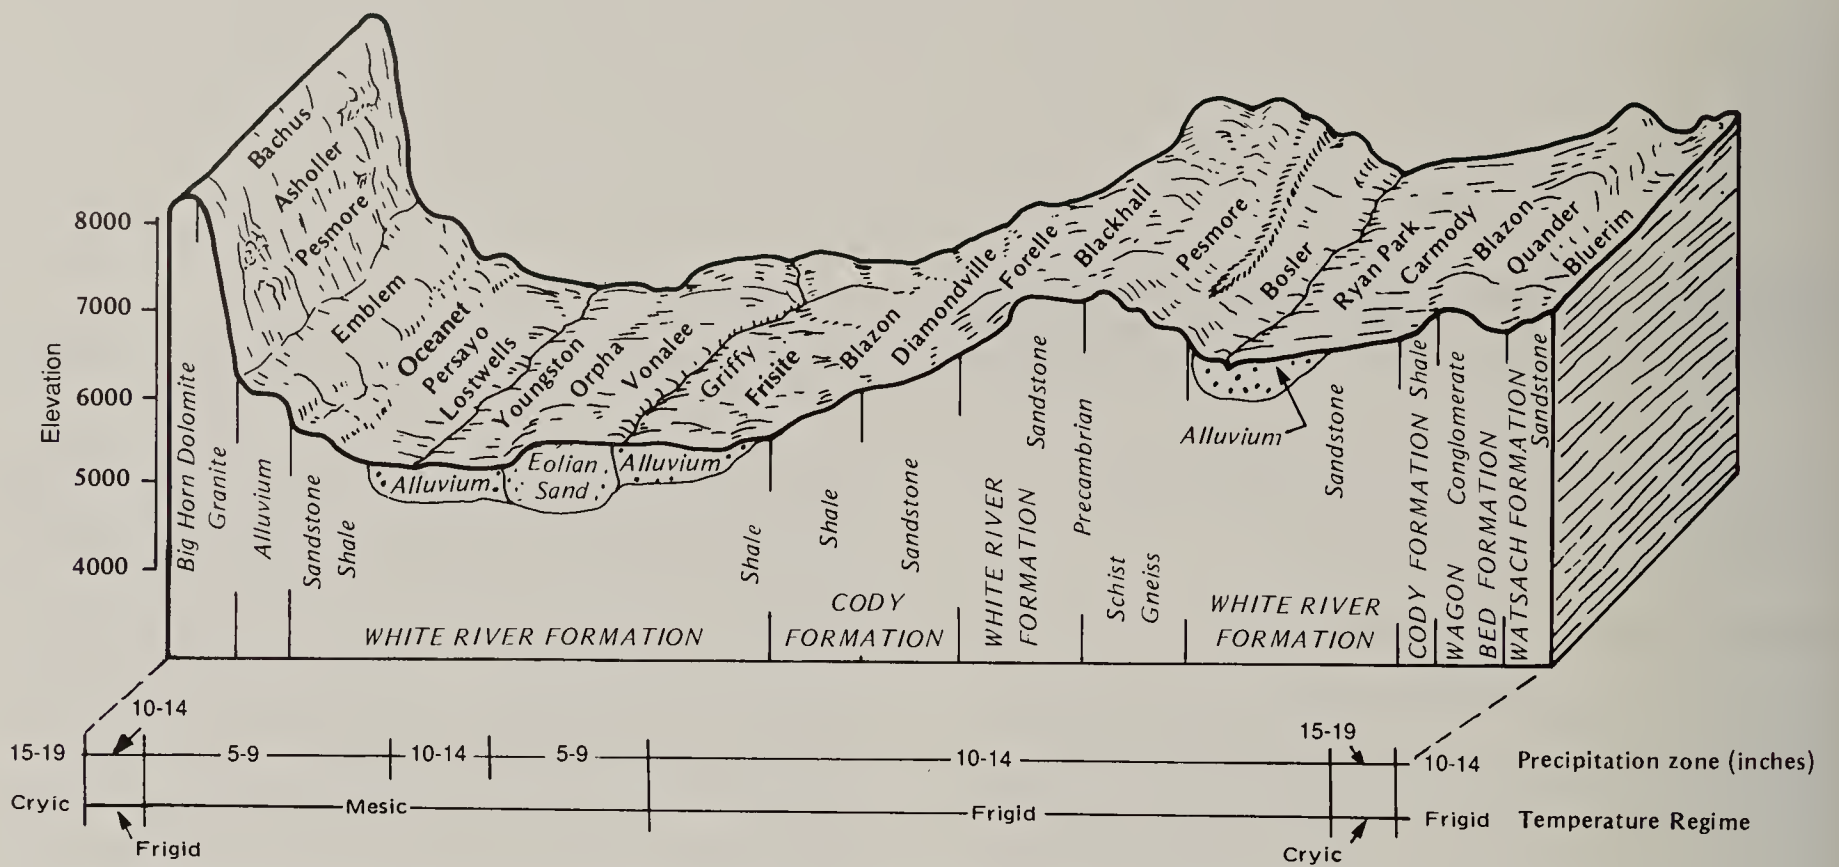 Bachus
Asholler
Pesmore
Emblem
Oceanet
Persayo
Lostwells
Youngston
Orpha
Vonalee
Griffy
Frisite
Blazon
Diamondville
Forelle
Blackhall
Pesmore
Bosler
Ryan Park
Carmody
Blazon
Quander
Bluerim
Elevation
8000
7000
6000
5000
4000
Big Horn Dolomite
Granite
Alluvium
Sandstone
Shale
Alluvium
Eolian
Sand
Alluvium
Shale
Shale
Sandstone
Sandstone
Precambrian
Schist
Gneiss
Alluvium
Sandstone
Conglomerate
Sandstone
WHITE RIVER FORMATION
CODY
FORMATION
WHITE RIVER
FORMATION
WHITE RIVER
FORMATION
CODY FORMATION Shale
WAGON
BED FORMATION
WATSACH FORMATION
10-14
15-19
15-19 5-9 10-14 5-9 10-14 10-14 Precipitation zone (inches)
Cryic Mesic Frigid Frigid Temperature Regime
Frigid
Cryic